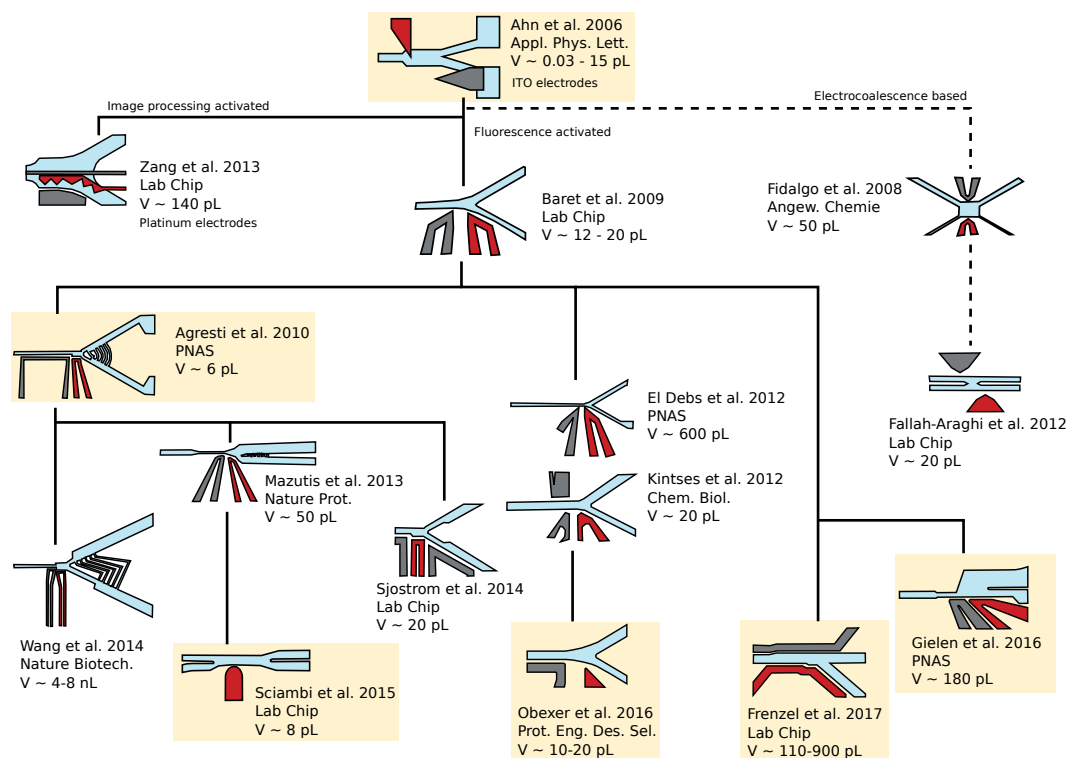 Ahn et al. 2006
Appl. Phys. Lett.
V ~ 0.03 - 15 pL
ITO electrodes
Image processing activated
Electrocoalescence based
Fluorescence activated
Zang et al. 2013
Lab Chip
V ~ 140 pL
Platinum electrodes
Baret et al. 2009
Lab Chip
V ~ 12 - 20 pL
Fidalgo et al. 2008
Angew. Chemie
V ~ 50 pL
Agresti et al. 2010
PNAS
V ~ 6 pL
El Debs et al. 2012
PNAS
V ~ 600 pL
Fallah-Araghi et al. 2012
Lab Chip
V ~ 20 pL
Mazutis et al. 2013
Nature Prot.
V ~ 50 pL
Kintses et al. 2012
Chem. Biol.
V ~ 20 pL
Sjostrom et al. 2014
Lab Chip
V ~ 20 pL
Wang et al. 2014
Nature Biotech.
V ~ 4-8 nL
Sciambi et al. 2015
Lab Chip
V ~ 8 pL
Obexer et al. 2016
Prot. Eng. Des. Sel.
V ~ 10-20 pL
Frenzel et al. 2017
Lab Chip
V ~ 110-900 pL
Gielen et al. 2016
PNAS
V ~ 180 pL